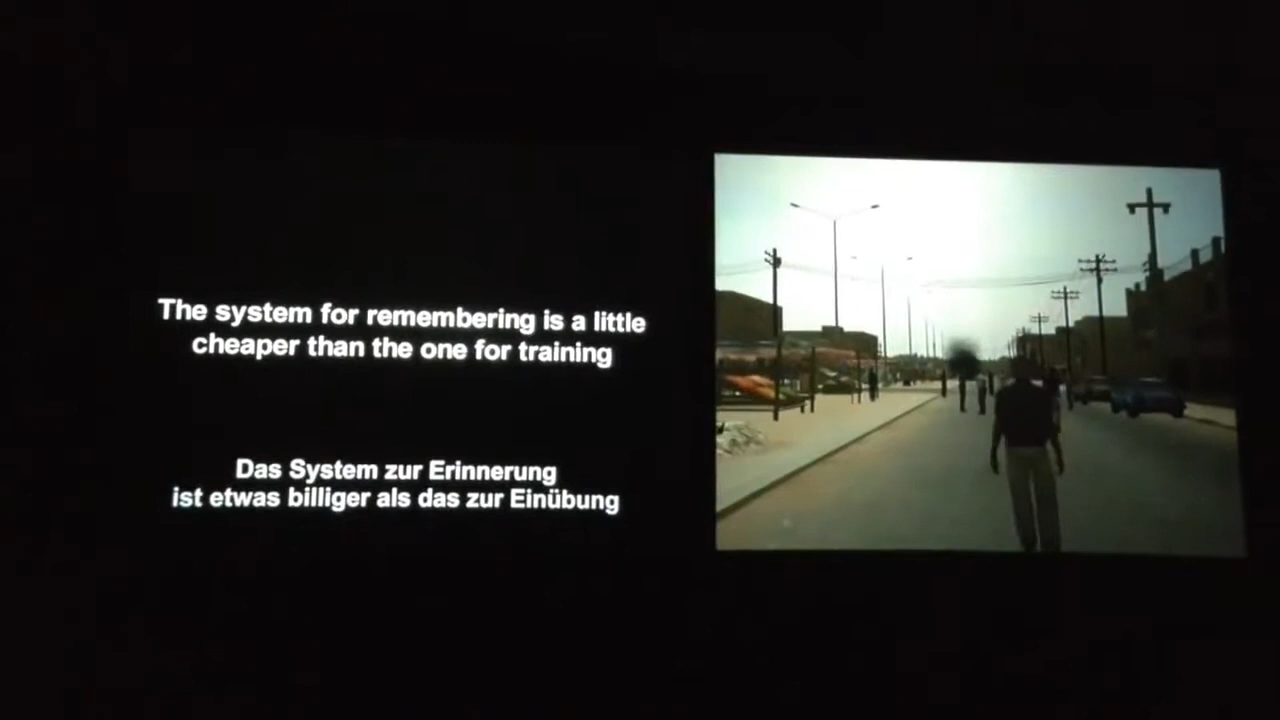 The system for remembering is a little
cheaper than the one for training
Das System zur Erinnerung
ist etwas billiger als das zur Einübung